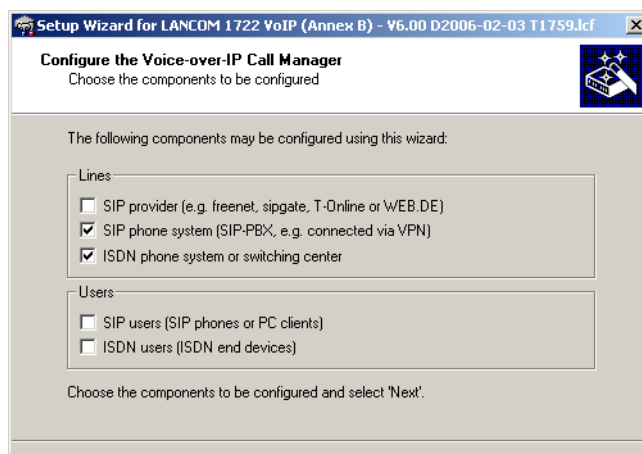 Setup Wizard for LANCOM 1722 VoIP (Annex B) - V6.00 D2006-02-03 T1759.lcf
Configure the Voice-over-IP Call Manager
Choose the components to be configured
The following components may be configured using this wizard:
Lines
SIP provider (e.g. freenet, sipgate, T-Online or WEB.DE)
SIP phone system (SIP-PBX, e.g. connected via VPN)
ISDN phone system or switching center
Users
SIP users (SIP phones or PC clients)
ISDN users (ISDN end devices)
Choose the components to be configured and select 'Next'.